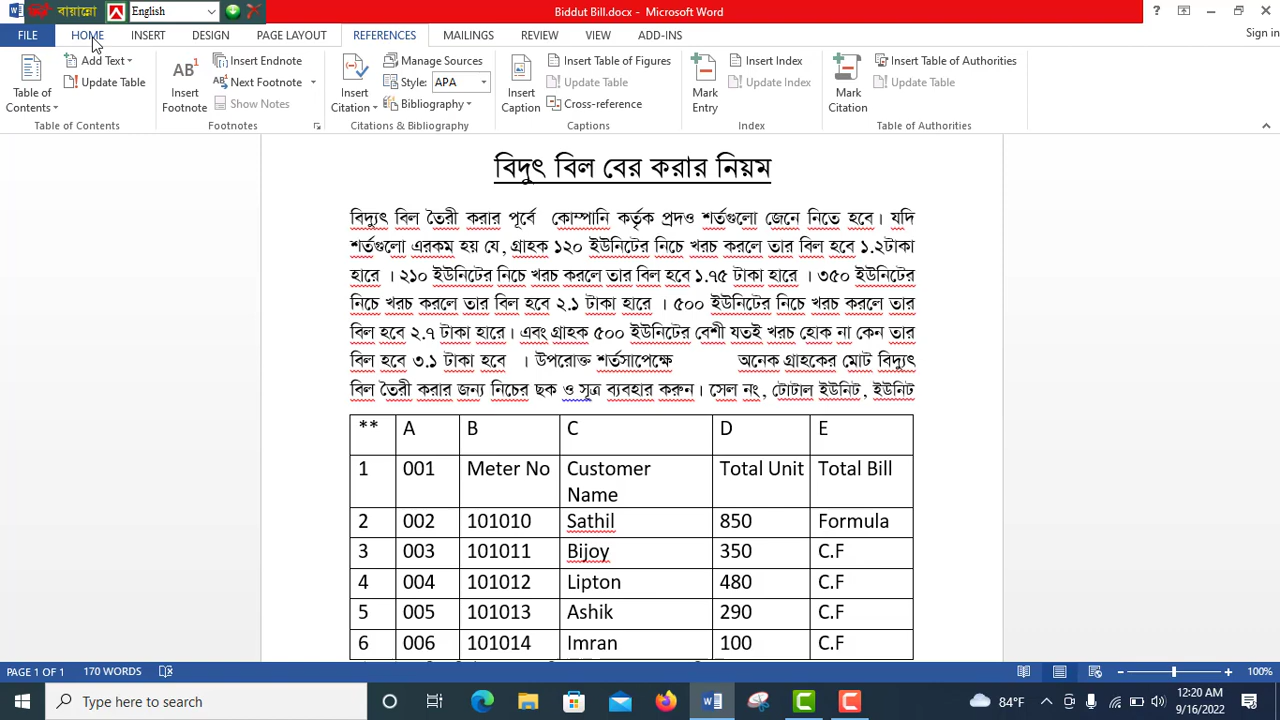 বায়ান্নো English Biddut Bill.docx - Microsoft Word ?
FILE HOME INSERT DESIGN PAGE LAYOUT REFERENCES MAILINGS REVIEW VIEW ADD-INS Sign in
Table of Contents
Add Text
Update Table
Table of Contents
AB1 Insert Footnote
Insert Endnote
AB1 Next Footnote
Show Notes
Footnotes
Insert Citation
Manage Sources
Style: APA
Bibliography
Citations & Bibliography
Insert Caption
Insert Table of Figures
Update Table
Cross-reference
Captions
Mark Entry
Insert Index
Update Index
Index
Mark Citation
Insert Table of Authorities
Update Table
Table of Authorities
বিদুৎ বিল বের করার নিয়ম
বিদ্যুৎ বিল তৈরী করার পূর্বে কোম্পানি কর্তৃক প্রদও শর্তগুলো জেনে নিতে হবে। যদি
শর্তগুলো এরকম হয় যে, গ্রাহক ১২০ ইউনিটের নিচে খরচ করলে তার বিল হবে ১.২টাকা
হারে । ২১০ ইউনিটের নিচে খরচ করলে তার বিল হবে ১.৭৫ টাকা হারে । ৩৫০ ইউনিটের
নিচে খরচ করলে তার বিল হবে ২.১ টাকা হারে । ৫০০ ইউনিটের নিচে খরচ করলে তার
বিল হবে ২.৭ টাকা হারে। এবং গ্রাহক ৫০০ ইউনিটের বেশী যতই খরচ হোক না কেন তার
বিল হবে ৩.১ টাকা হবে । উপরোক্ত শর্তসাপেক্ষে অনেক গ্রাহকের মোট বিদ্যুৎ
বিল তৈরী করার জন্য নিচের ছক ও সূত্র ব্যবহার করুন। সেল নং, টোটাল ইউনিট, ইউনিট
** A B C D E
1 001 Meter No Customer Name Total Unit Total Bill
2 002 101010 Sathil 850 Formula
3 003 101011 Bijoy 350 C.F
4 004 101012 Lipton 480 C.F
5 005 101013 Ashik 290 C.F
6 006 101014 Imran 100 C.F
PAGE 1 OF 1 170 WORDS 100%
Type here to search 84°F 12:20 AM
9/16/2022